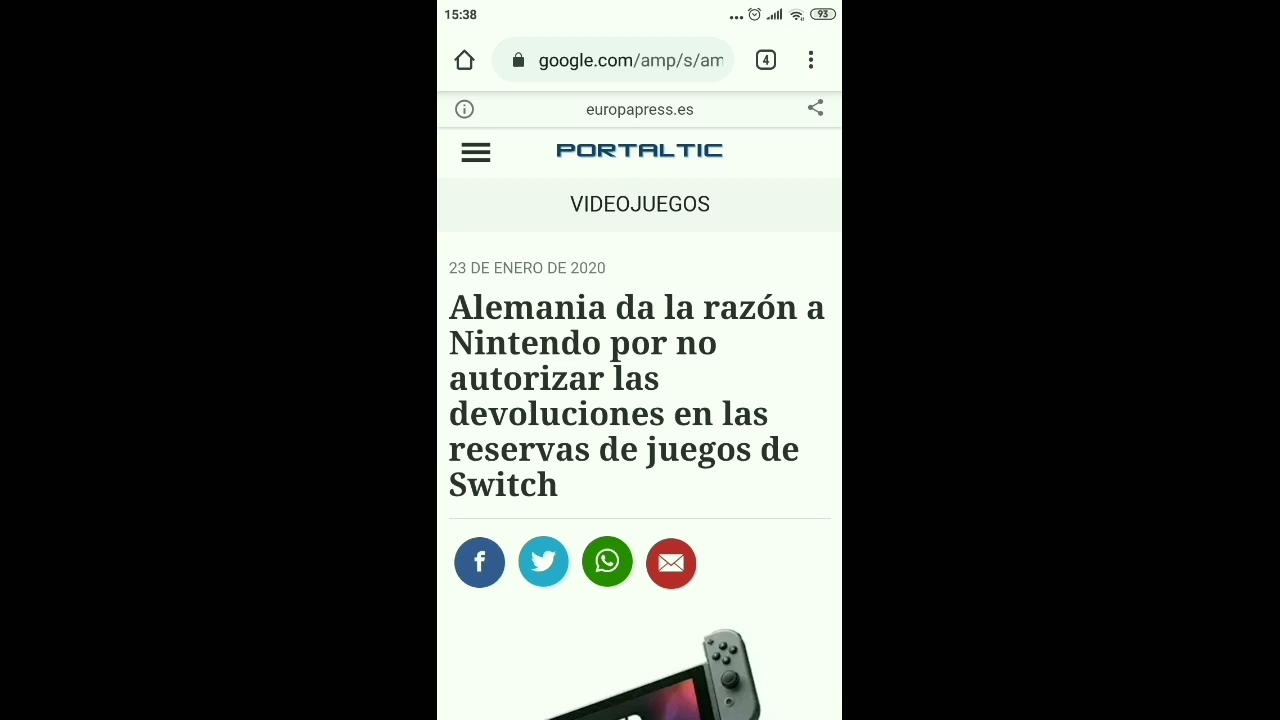 15:38
93
google.com/amp/s/am
4
europapress.es
PORTALTIC
VIDEOJUEGOS
23 DE ENERO DE 2020
Alemania da la razón a
Nintendo por no
autorizar las
devoluciones en las
reservas de juegos de
Switch